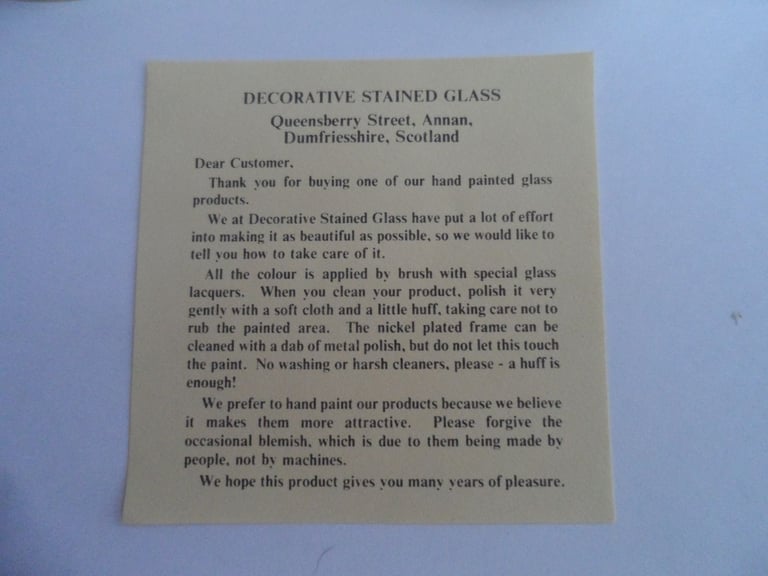 DECORATIVE STAINED GLASS
Queensberry Street, Annan,
Dumfriesshire, Scotland
Dear Customer,
Thank you for buying one of our hand painted glass
products.
We at Decorative Stained Glass have put a lot of effort
into making it as beautiful as possible, so we would like to
tell you how to take care of it.
All the colour is applied by brush with special glass
lacquers. When you clean your product, polish it very
gently with a soft cloth and a little huff, taking care not to
rub the painted area. The nickel plated frame can be
cleaned with a dab of metal polish, but do not let this touch
the paint. No washing or harsh cleaners, please - a huff is
enough!
We prefer to hand paint our products because we believe
it makes them more attractive. Please forgive the
occasional blemish, which is due to them being made by
people, not by machines.
We hope this product gives you many years of pleasure.